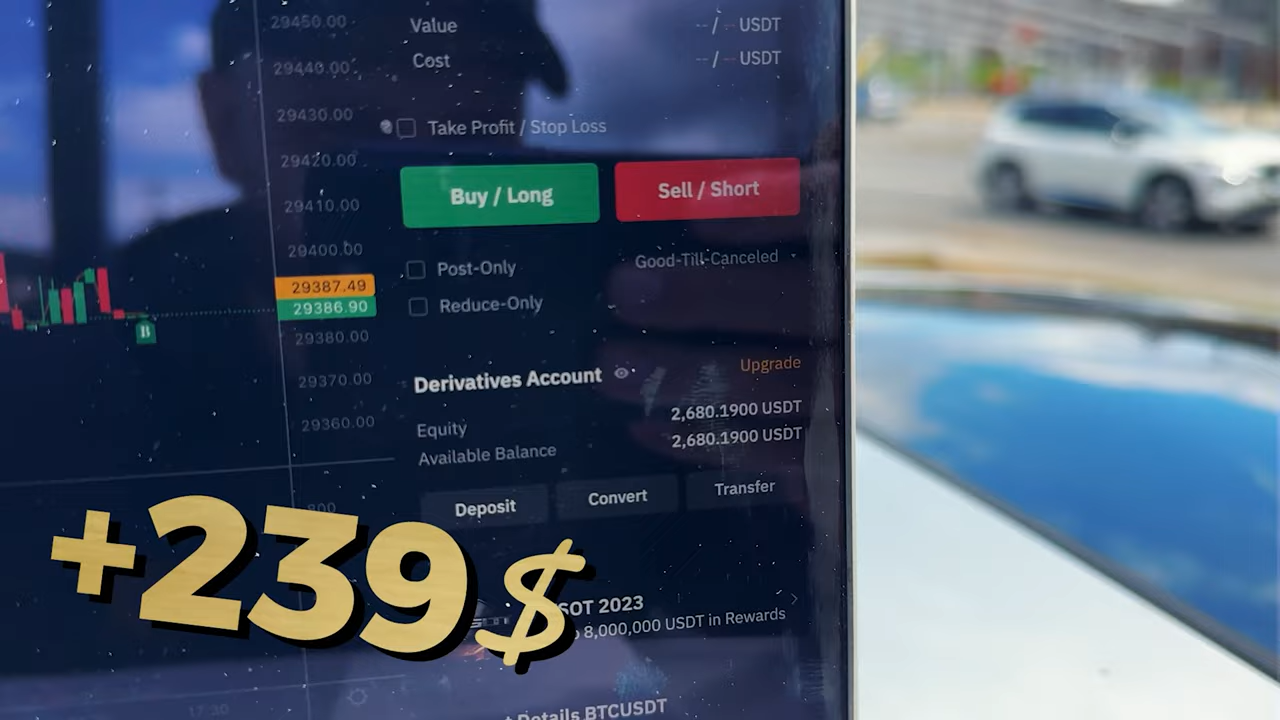 29450.00
29440.00
29430.00
29420.00
29410.00
29400.00
29387.49
29386.90
29380.00
29370.00
29360.00
B
Value -- / -- USDT
Cost -- / -- USDT
Take Profit / Stop Loss
Buy / Long Sell / Short
Post-Only Good-Till-Canceled
Reduce-Only
Derivatives Account Upgrade
Equity 2,680.1900 USDT
Available Balance 2,680.1900 USDT
Deposit Convert Transfer
+239$
SOT 2023
8,000,000 USDT in Rewards
Details BTCUSDT
17:30